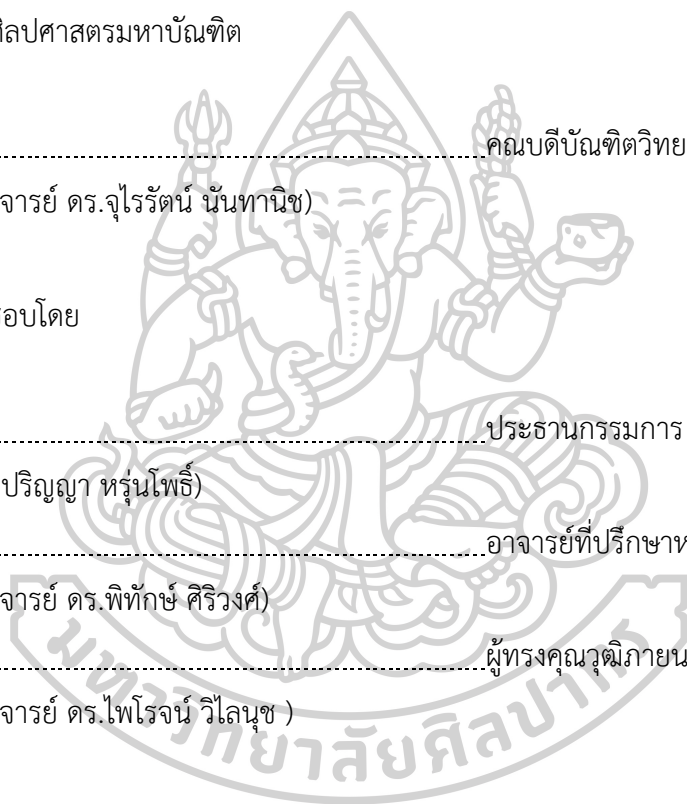 ศิลปศาสตรมหาบัณฑิต
คณบดีบัณฑิตวิทย
จารย์ ดร.จุไรรัตน์ นันทานิช)
สอบโดย
ประธานกรรมการ
ปริญญา หรุ่นโพธิ์)
อาจารย์ที่ปรึกษาห
จารย์ ดร.พิทักษ์ ศิริวงศ์)
ผู้ทรงคุณวุฒิภายน
จารย์ ดร.ไพโรจน์ วิไลนุช )
มหาวิทยาลัยศิลปากร